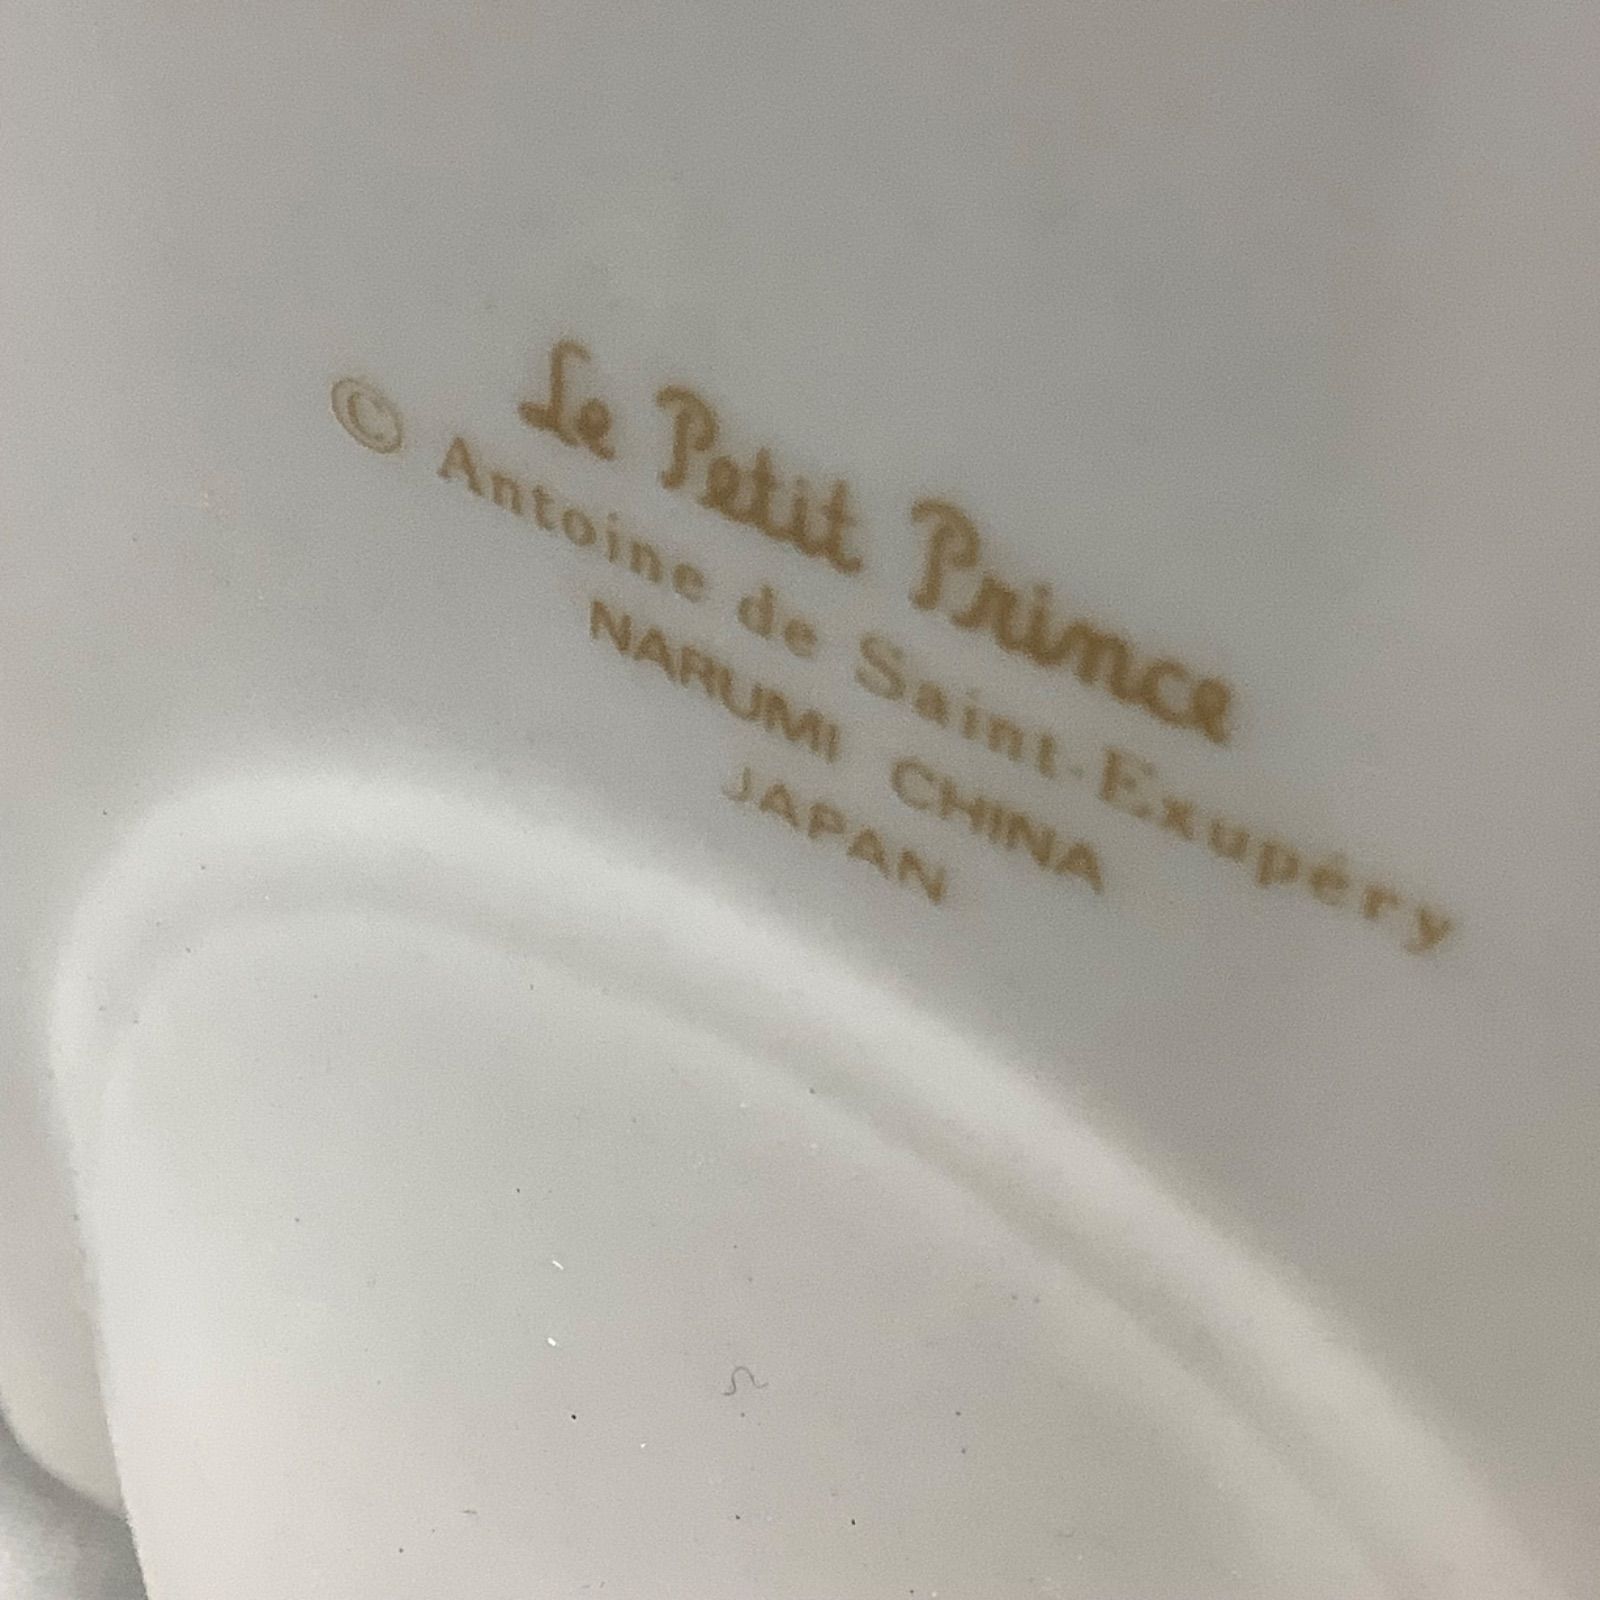 Le Petit Prince
© Antoine de Saint-Exupéry
NARUMI CHINA
JAPAN